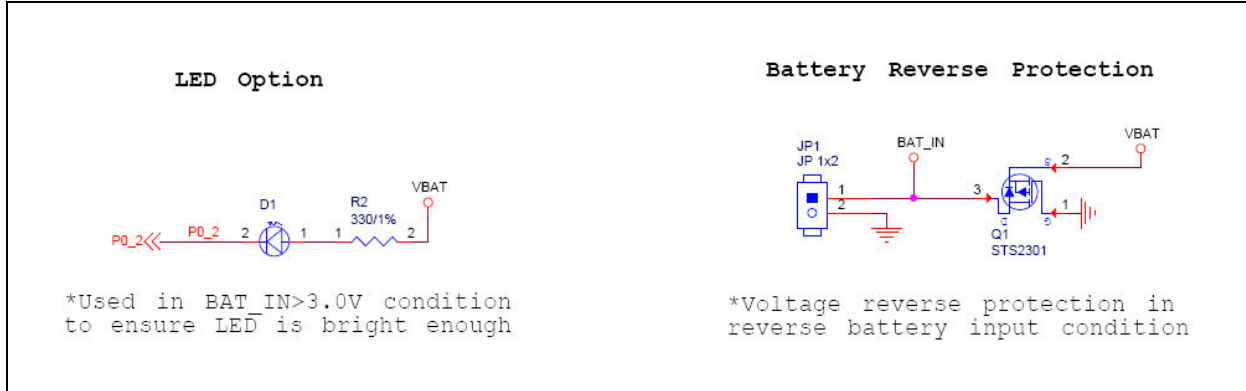 LED Option
D1
R2
330/1%
VBAT
P0_2
P0_2
2
1
1
2
*Used in BAT_IN>3.0V condition
to ensure LED is bright enough
Battery Reverse Protection
JP1
JP 1x2
BAT_IN
VBAT
1
2
3
S
2
D
G
1
Q1
STS2301
*Voltage reverse protection in
reverse battery input condition